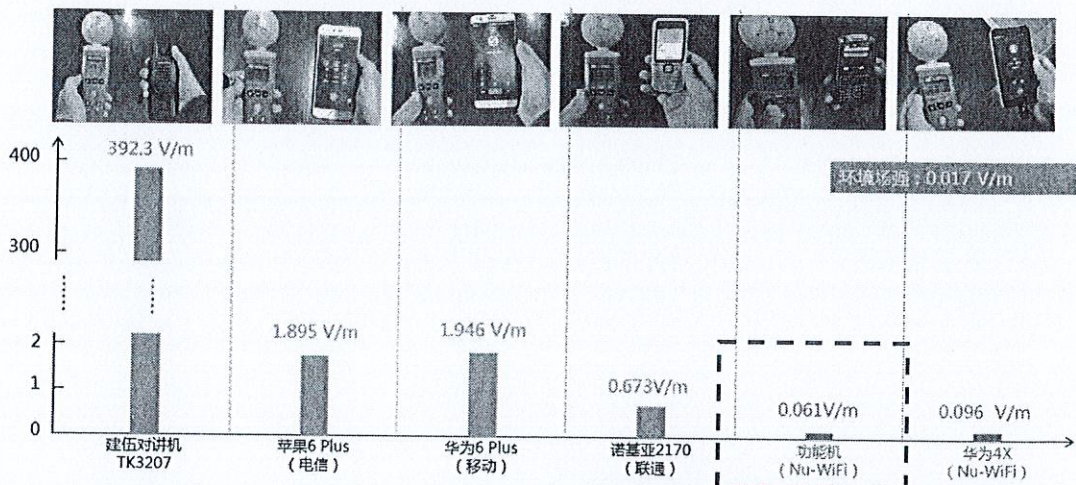 400
392.3 V/m
环境场强：0.017 V/m
300
2
1.895 V/m
1.946 V/m
1
0.673V/m
0.061V/m
0.096 V/m
0
建伍对讲机
TK3207
苹果6 Plus
（电信）
华为6 Plus
（移动）
诺基亚2170
（联通）
功能机
（Nu-WiFi）
华为4X
（Nu-WiFi）